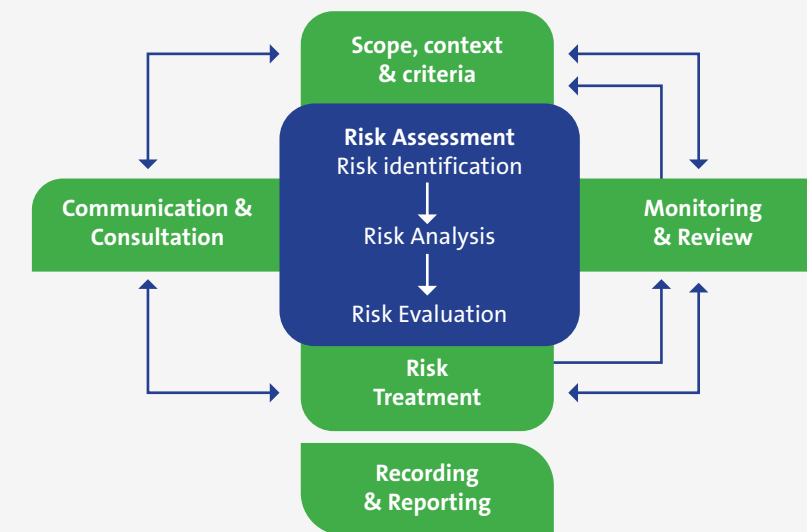 Scope, context
& criteria
Risk Assessment
Risk identification
Communication &
Consultation
Risk Analysis
Monitoring
& Review
Risk Evaluation
Risk
Treatment
Recording
& Reporting